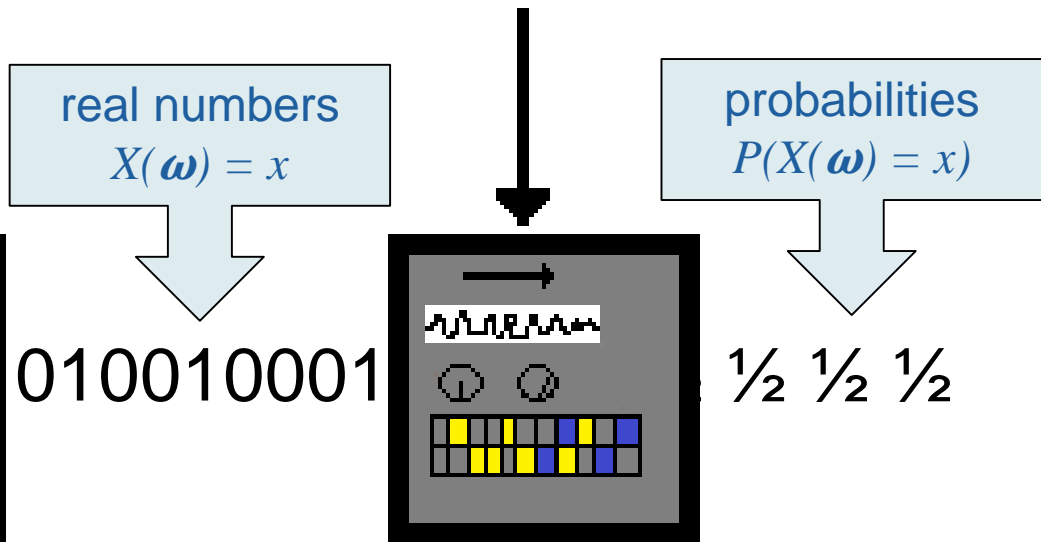 real numbers
X(ω) = x
probabilities
P(X(ω) = x)
010010001
½ ½ ½